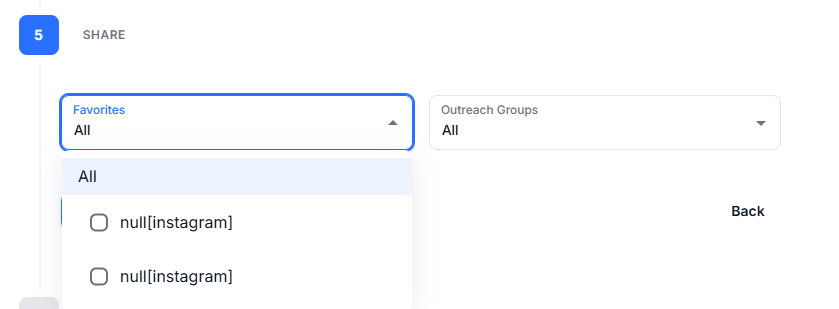 5
SHARE
Favorites
All
Outreach Groups
All
All
null[instagram]
Back
null[instagram]